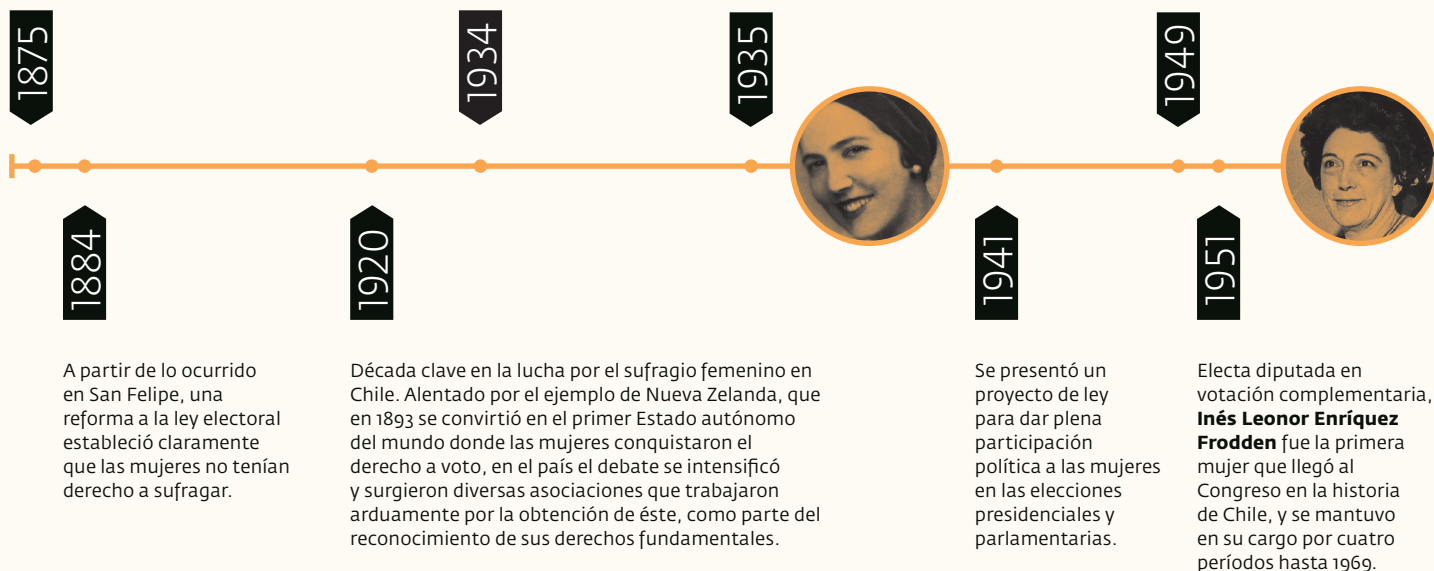 1875
1934
1935
1949
1884
1920
1941
1951
A partir de lo ocurrido
en San Felipe, una
reforma a la ley electoral
estableció claramente
que las mujeres no tenían
derecho a sufragar.
Década clave en la lucha por el sufragio femenino en
Chile. Alentado por el ejemplo de Nueva Zelanda, que
en 1893 se convirtió en el primer Estado autónomo
del mundo donde las mujeres conquistaron el
derecho a voto, en el país el debate se intensificó
y surgieron diversas asociaciones que trabajaron
arduamente por la obtención de éste, como parte del
reconocimiento de sus derechos fundamentales.
Se presentó un
proyecto de ley
para dar plena
participación
política a las mujeres
en las elecciones
presidenciales y
parlamentarias.
Electa diputada en
votación complementaria,
Inés Leonor Enríquez
Frodden fue la primera
mujer que llegó al
Congreso en la historia
de Chile, y se mantuvo
en su cargo por cuatro
períodos hasta 1969.